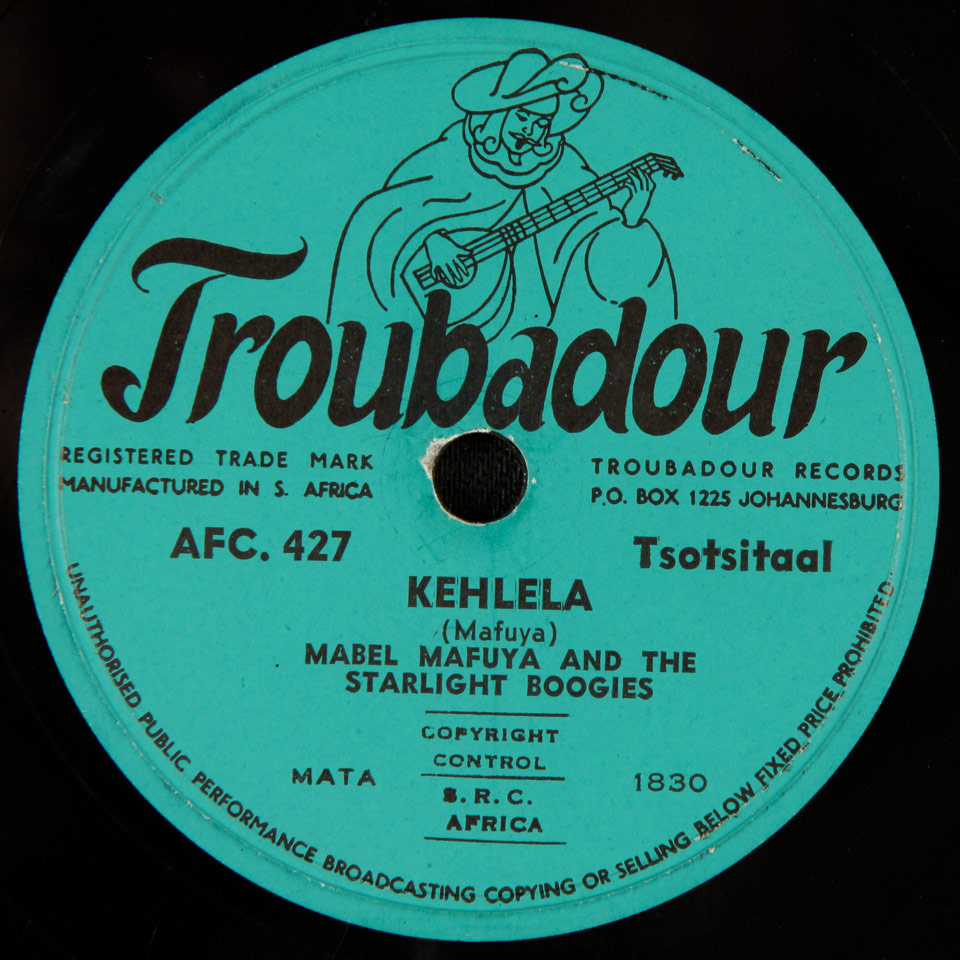 Troubadour
REGISTERED TRADE MARK
MANUFACTURED IN S. AFRICA
TROUBADOUR RECORDS
P.O. BOX 1225 JOHANNESBURG
AFC. 427
Tsotsitaal
KEHLELA
(Mafuya)
MABEL MAFUYA AND THE
STARLIGHT BOOGIES
COPYRIGHT
CONTROL
MATA
1830
S. R. C.
AFRICA
UNAUTHORISED PUBLIC PERFORMANCE BROADCASTING COPYING OR SELLING BELOW FIXED PRICE PROHIBITED